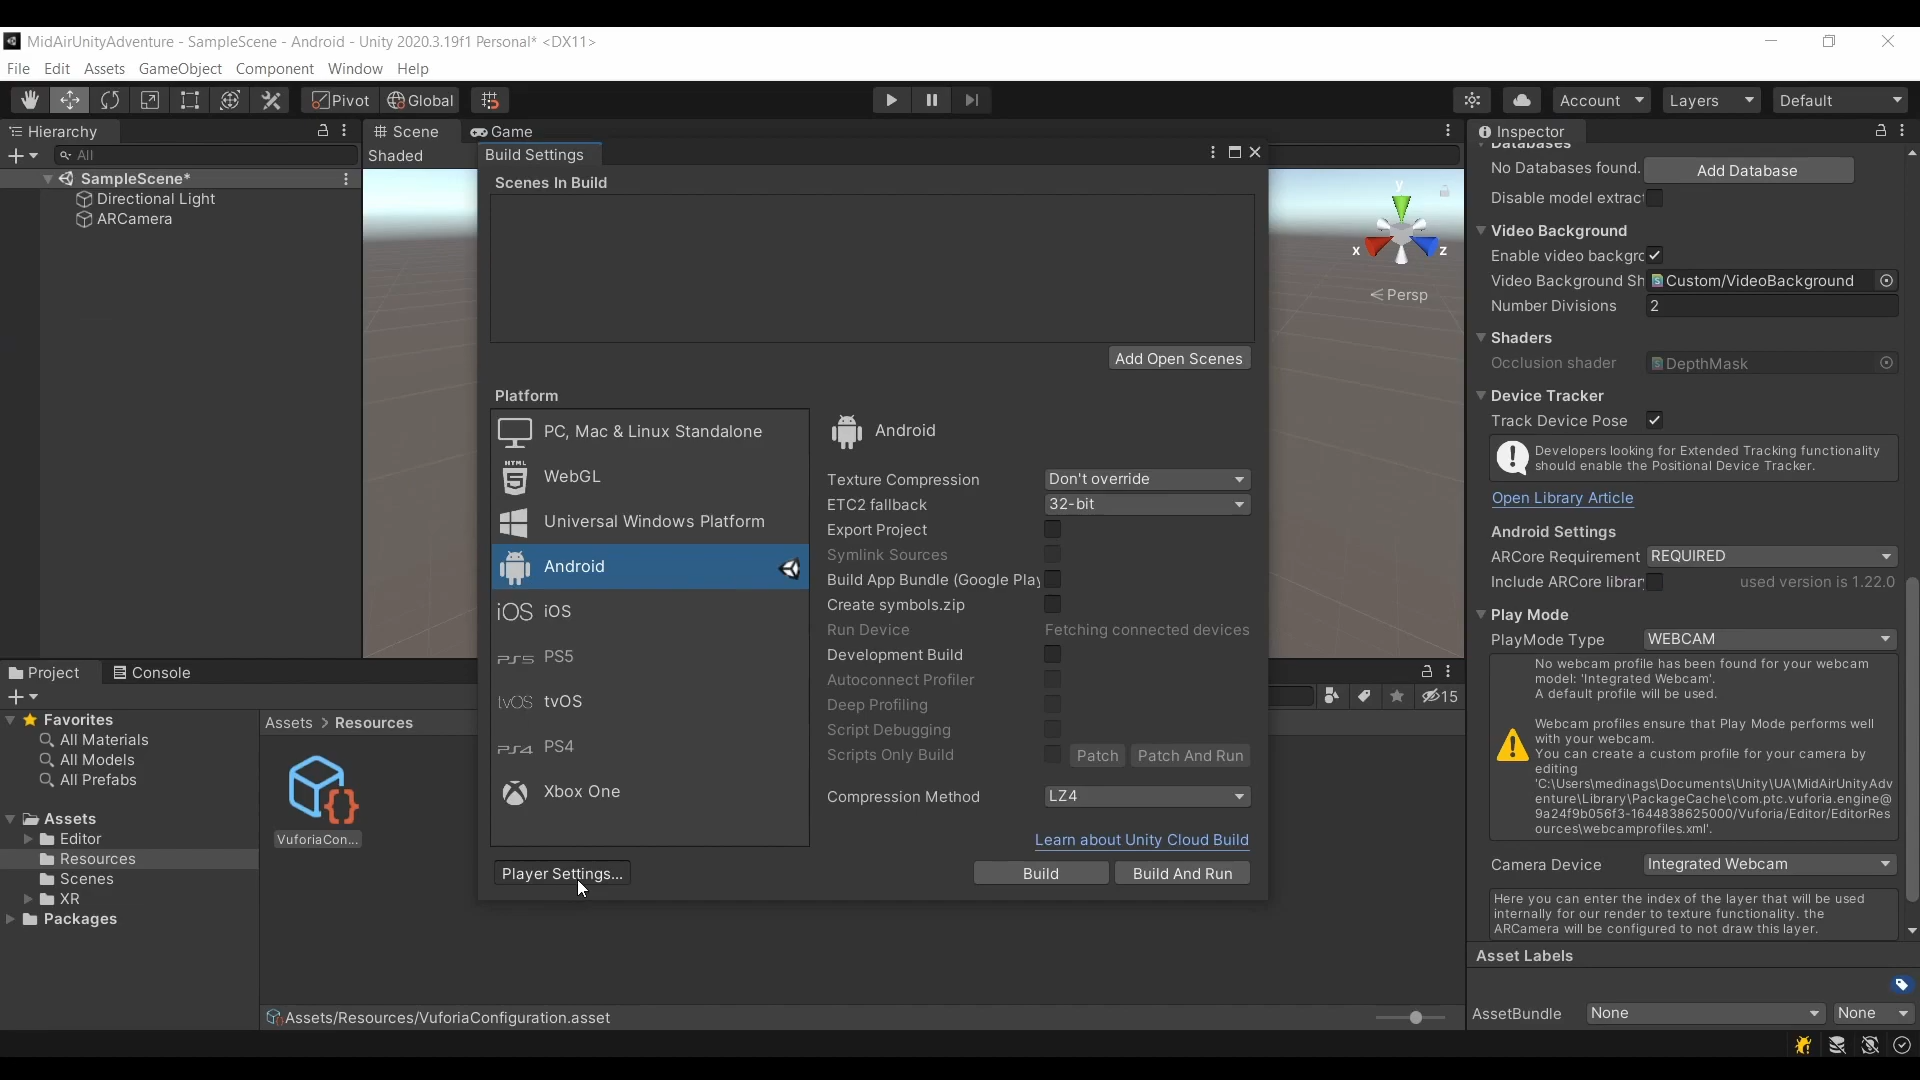 MidAirUnityAdventure - SampleScene - Android - Unity 2020.3.19f1 Personal* <DX11>
File Edit Assets GameObject Component Window Help
Pivot Global Account Layers Default
Hierarchy
All
SampleScene*
Directional Light
ARCamera
Scene Game
Shaded
y
x
z
Persp
Build Settings
Scenes In Build
Add Open Scenes
Platform
PC, Mac & Linux Standalone
HTML
WebGL
Universal Windows Platform
Android
iOS iOS
PS5 PS5
tvOS tvOS
PS4 PS4
Xbox One
Player Settings...
Android
Texture Compression Don't override
ETC2 fallback 32-bit
Export Project
Symlink Sources
Build App Bundle (Google Play
Create symbols.zip
Run Device Fetching connected devices
Development Build
Autoconnect Profiler
Deep Profiling
Script Debugging
Scripts Only Build Patch Patch And Run
Compression Method LZ4
Learn about Unity Cloud Build
Build Build And Run
Project Console
15
Favorites
All Materials
All Models
All Prefabs
Assets
Editor
Resources
Scenes
XR
Packages
Assets > Resources
VuforiaCon...
Assets/Resources/VuforiaConfiguration.asset
Inspector
Databases
No Databases found. Add Database
Disable model extrac
Video Background
Enable video backgrc
Video Background Sh Custom/VideoBackground
Number Divisions 2
Shaders
Occlusion shader DepthMask
Device Tracker
Track Device Pose
Developers looking for Extended Tracking functionality
should enable the Positional Device Tracker.
Open Library Article
Android Settings
ARCore Requirement REQUIRED
Include ARCore librar used version is 1.22.0
Play Mode
PlayMode Type WEBCAM
No webcam profile has been found for your webcam
model: 'Integrated Webcam'.
A default profile will be used.
Webcam profiles ensure that Play Mode performs well
with your webcam.
You can create a custom profile for your camera by
editing
'C:\Users\medinags\Documents\Unity\UA\MidAirUnityAdv
enture\Library\PackageCache\com.ptc.vuforia.engine@
9a24f9b056f3-1644838625000/Vuforia/Editor/EditorRes
ources\webcamprofiles.xml'.
Camera Device Integrated Webcam
Here you can enter the index of the layer that will be used
internally for our render to texture functionality. the
ARCamera will be configured to not draw this layer.
Asset Labels
AssetBundle None None